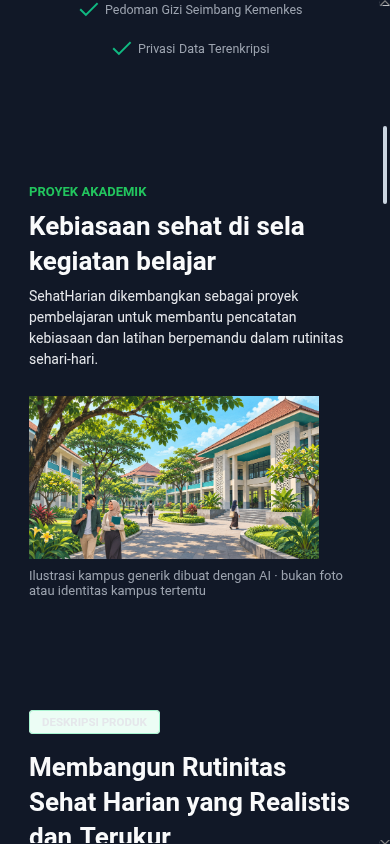 Pedoman Gizi Seimbang Kemenkes
Privasi Data Terenkripsi
PROYEK AKADEMIK
Kebiasaan sehat di sela
kegiatan belajar
SehatHarian dikembangkan sebagai proyek
pembelajaran untuk membantu pencatatan
kebiasaan dan latihan berpemandu dalam rutinitas
sehari-hari.
Ilustrasi kampus generik dibuat dengan AI · bukan foto
atau identitas kampus tertentu
DESKRIPSI PRODUK
Membangun Rutinitas
Sehat Harian yang Realistis
dan Terukur